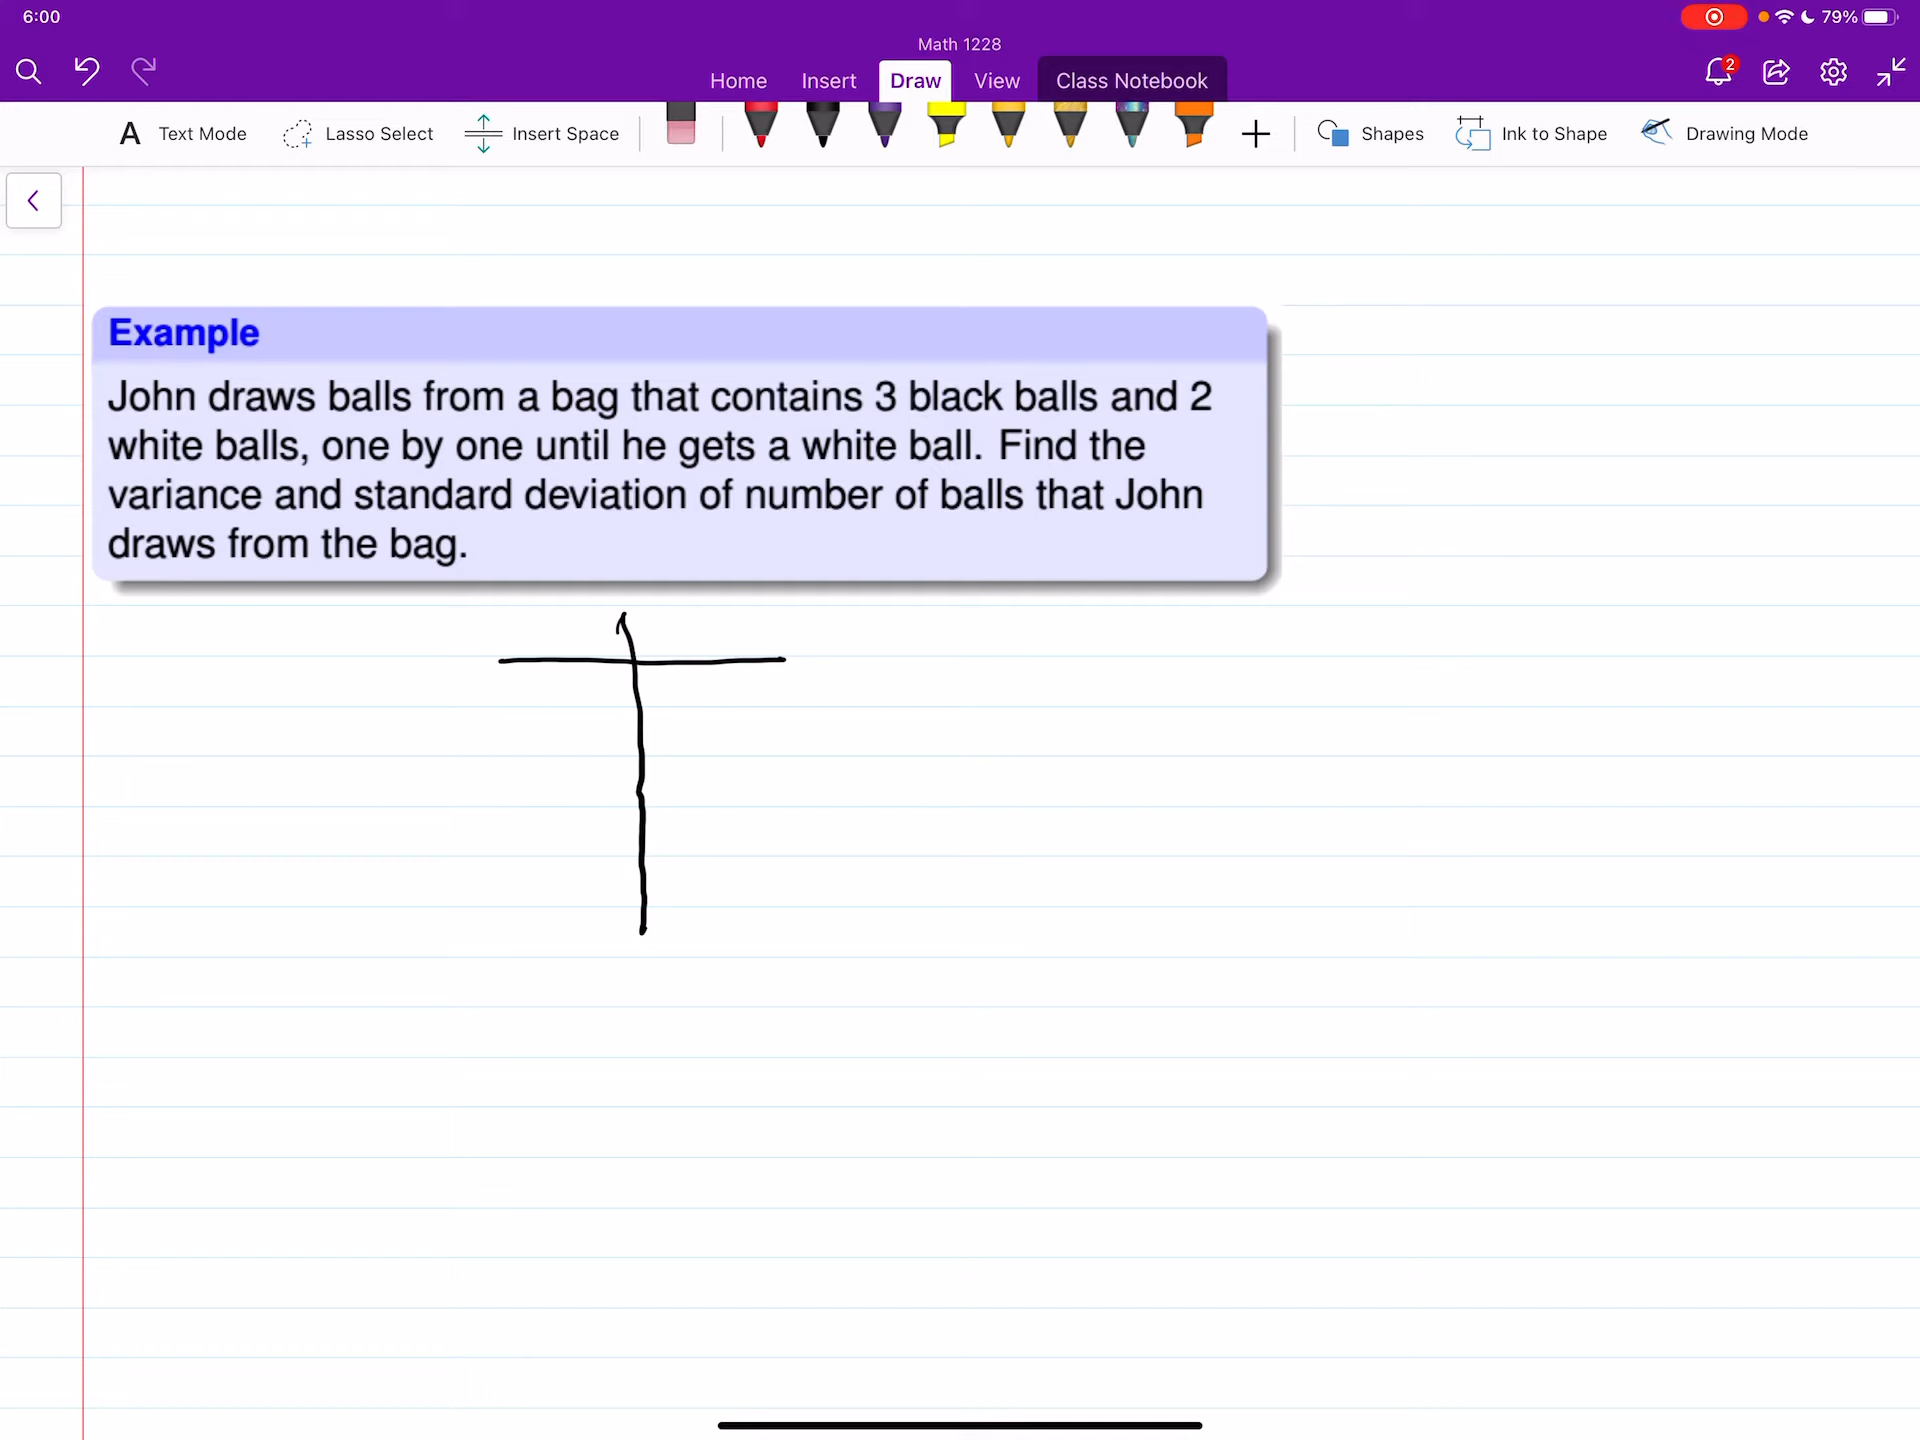 6:00
79%
Math 1228
2
Home Insert Draw View Class Notebook
A Text Mode Lasso Select Insert Space Shapes Ink to Shape Drawing Mode
Example
John draws balls from a bag that contains 3 black balls and 2
white balls, one by one until he gets a white ball. Find the
variance and standard deviation of number of balls that John
draws from the bag.